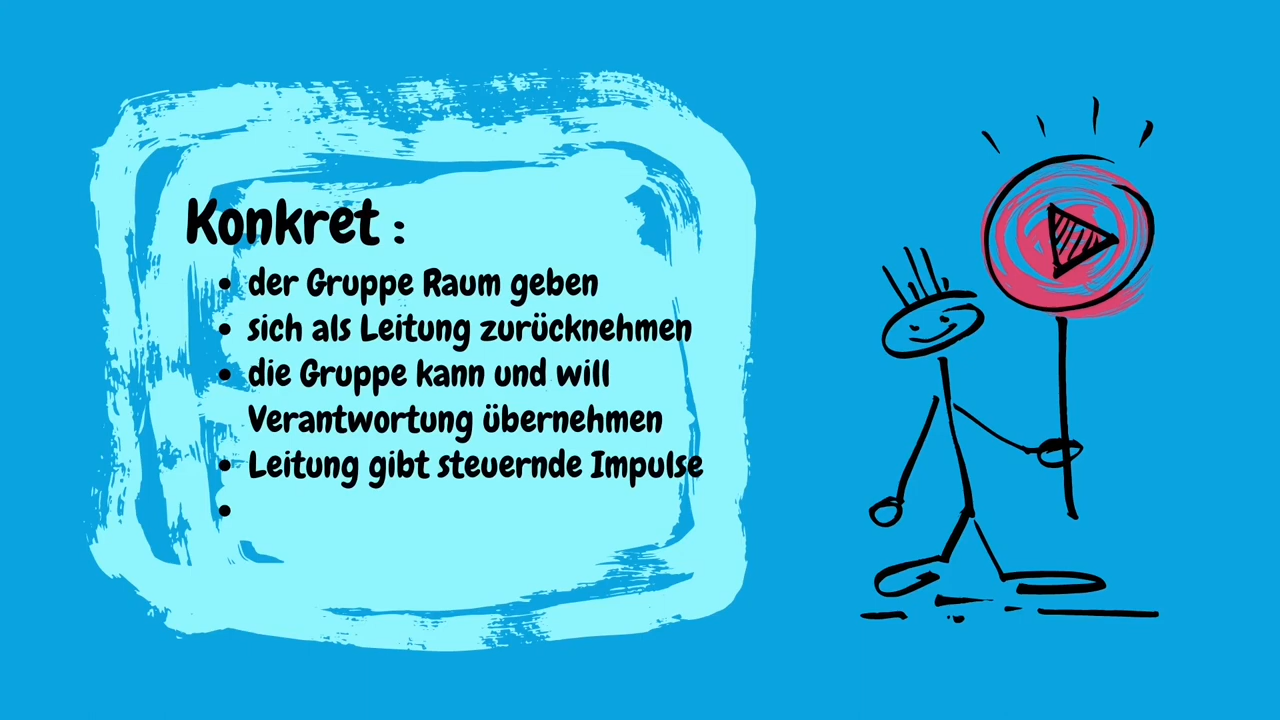 Konkret :
• der Gruppe Raum geben
• sich als Leitung zurücknehmen
• die Gruppe kann und will
Verantwortung übernehmen
• Leitung gibt steuernde Impulse
•